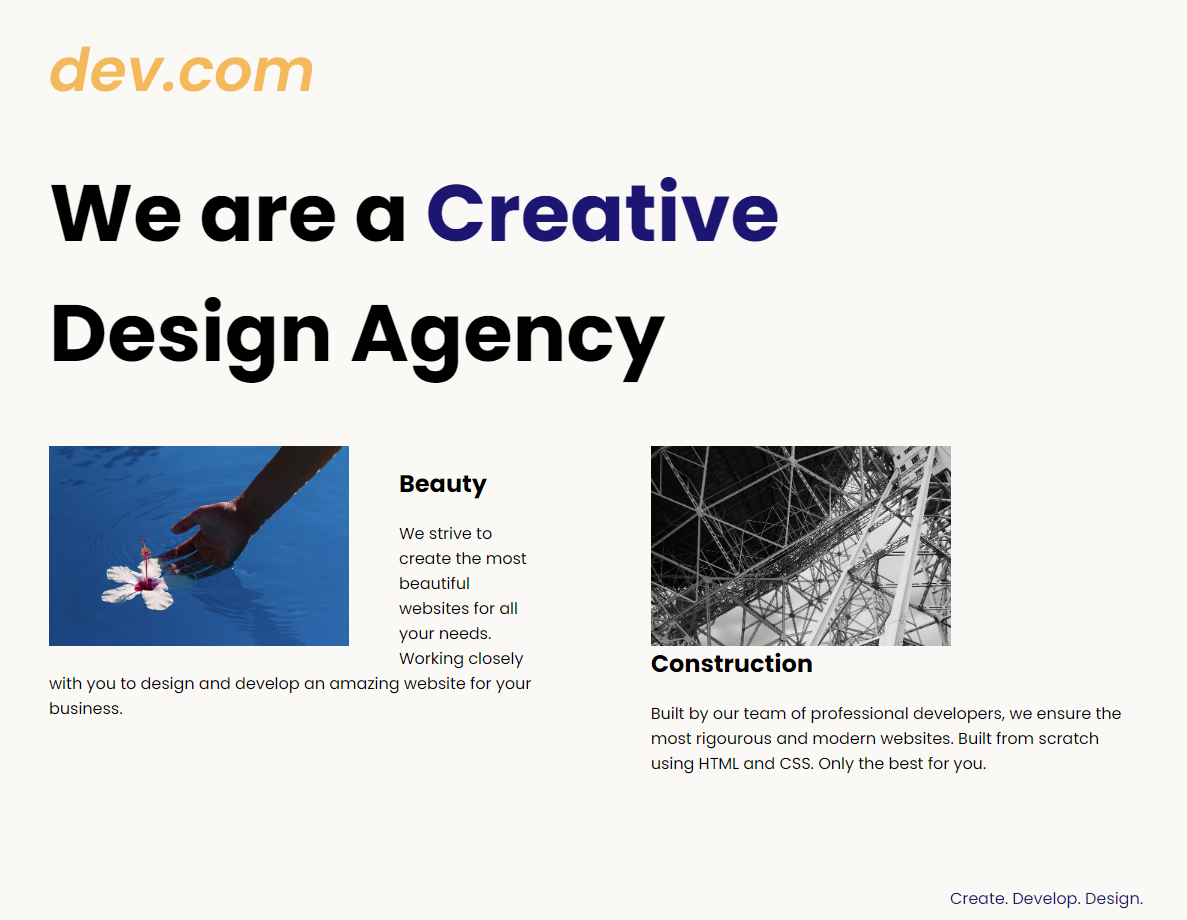 dev.com
We are a Creative
Design Agency
Beauty
We strive to
create the most
beautiful
websites for all
your needs.
Working closely
with you to design and develop an amazing website for your
business.
Construction
Built by our team of professional developers, we ensure the
most rigourous and modern websites. Built from scratch
using HTML and CSS. Only the best for you.
Create. Develop. Design.